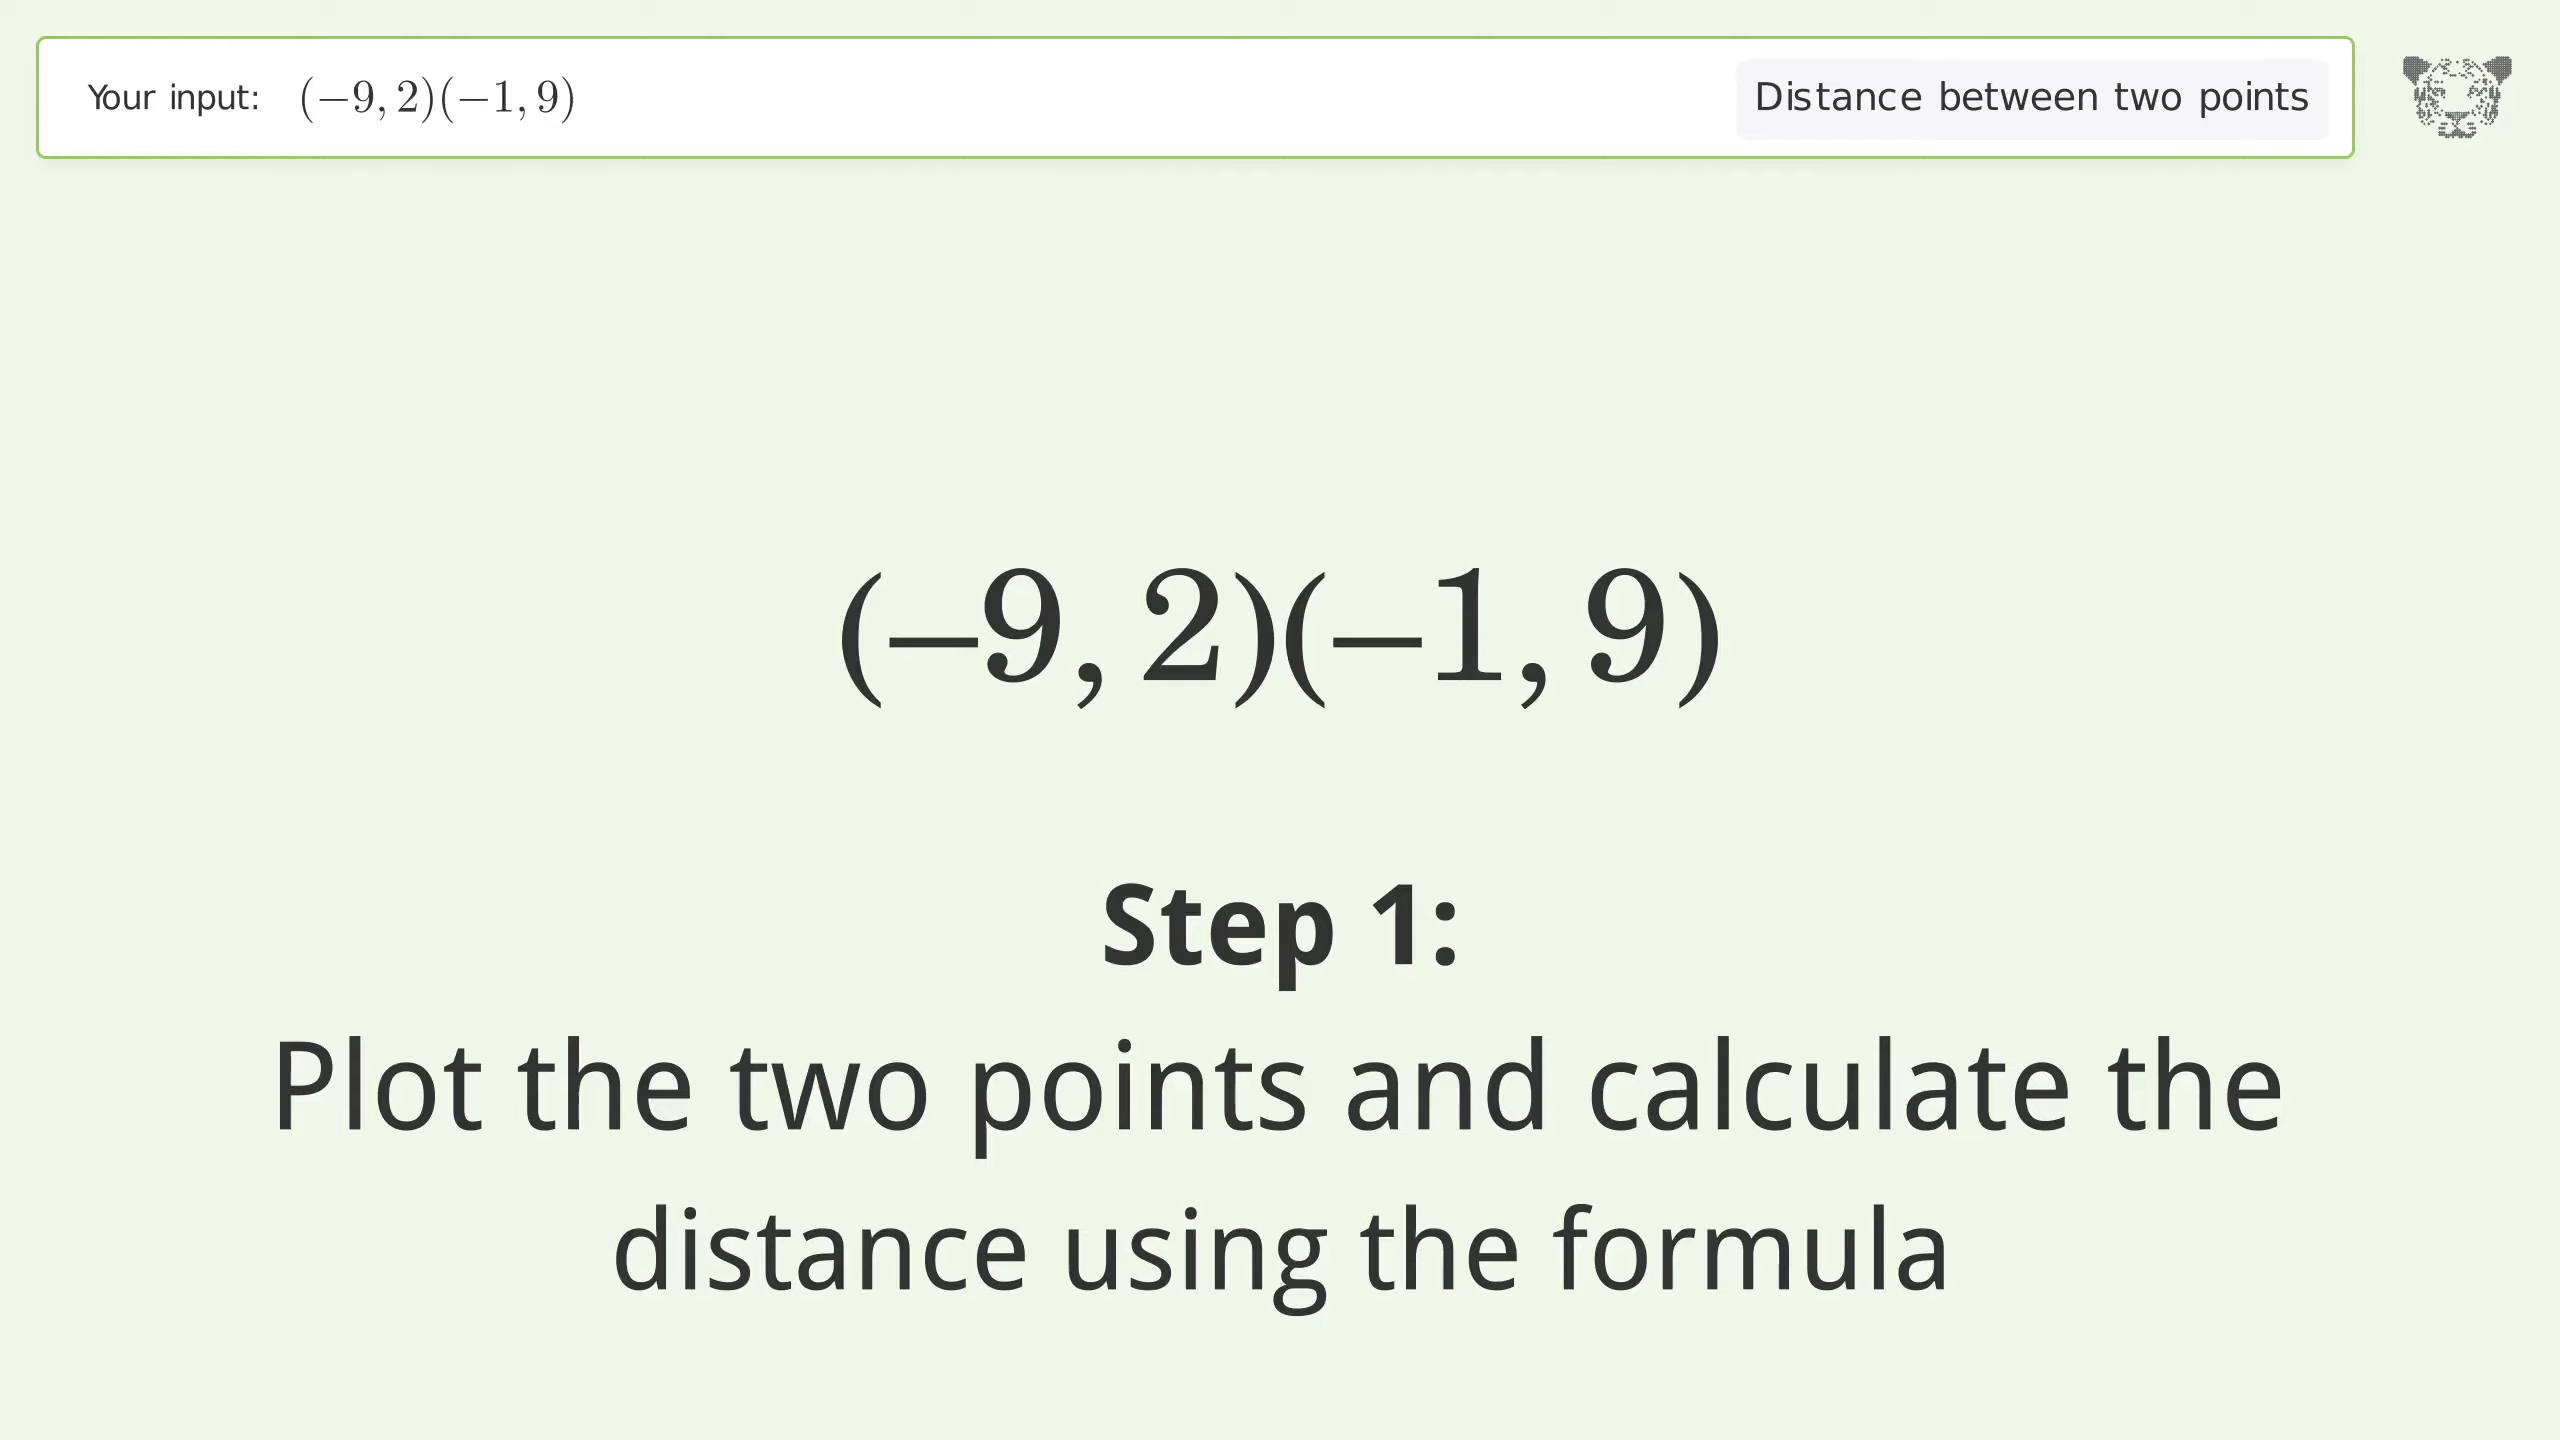 Your input: (−9, 2)(−1, 9) Distance between two points
(−9, 2)(−1, 9)
Step 1:
Plot the two points and calculate the
distance using the formula